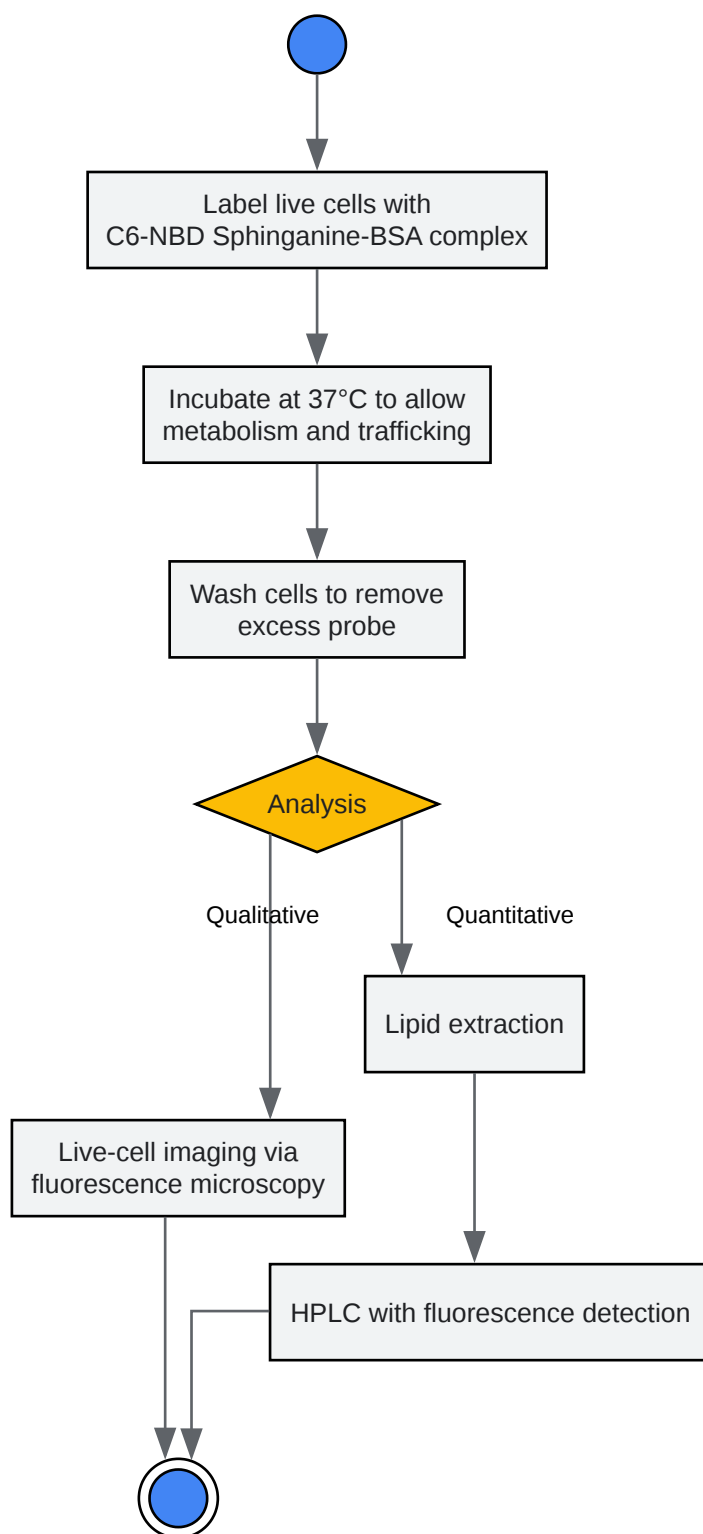 Label live cells with
C6-NBD Sphinganine-BSA complex
Incubate at 37°C to allow
metabolism and trafficking
Wash cells to remove
excess probe
Analysis
Qualitative
Quantitative
Lipid extraction
Live-cell imaging via
fluorescence microscopy
HPLC with fluorescence detection